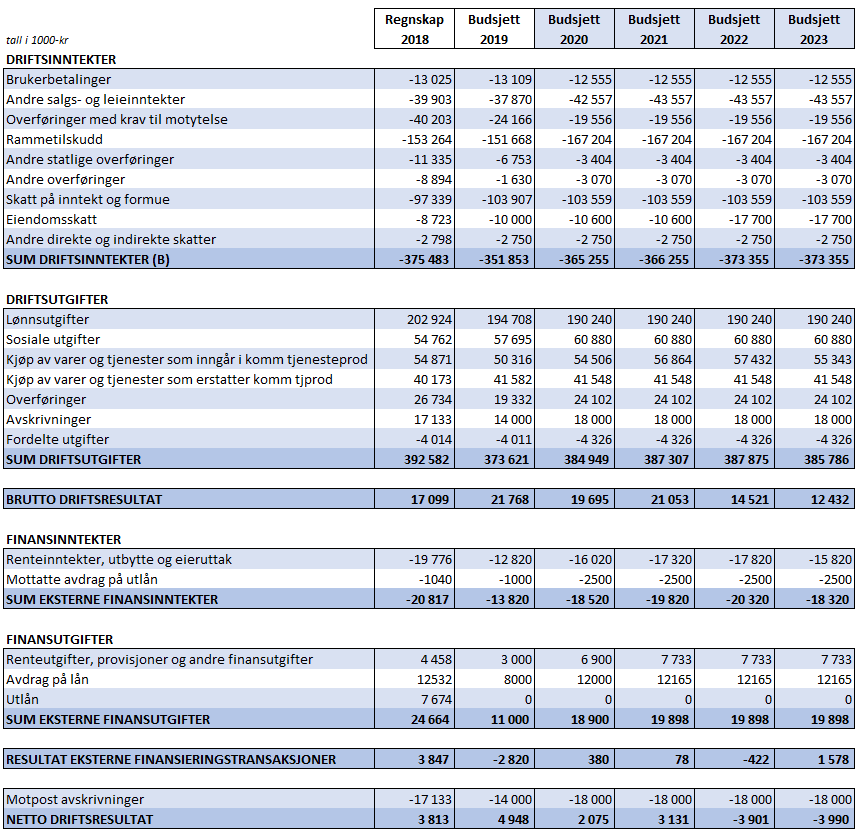 Regnskap Budsjett Budsjett Budsjett Budsjett Budsjett
tall i 1000-kr 2018 2019 2020 2021 2022 2023
DRIFTSINNTEKTER
Brukerbetalinger -13 025 -13 109 -12 555 -12 555 -12 555 -12 555
Andre salgs- og leieinntekter -39 903 -37 870 -42 557 -43 557 -43 557 -43 557
Overføringer med krav til motytelse -40 203 -24 166 -19 556 -19 556 -19 556 -19 556
Rammetilskudd -153 264 -151 668 -167 204 -167 204 -167 204 -167 204
Andre statlige overføringer -11 335 -6 753 -3 404 -3 404 -3 404 -3 404
Andre overføringer -8 894 -1 630 -3 070 -3 070 -3 070 -3 070
Skatt på inntekt og formue -97 339 -103 907 -103 559 -103 559 -103 559 -103 559
Eiendomsskatt -8 723 -10 000 -10 600 -10 600 -17 700 -17 700
Andre direkte og indirekte skatter -2 798 -2 750 -2 750 -2 750 -2 750 -2 750
SUM DRIFTSINNTEKTER (B) -375 483 -351 853 -365 255 -366 255 -373 355 -373 355
DRIFTSUTGIFTER
Lønnsutgifter 202 924 194 708 190 240 190 240 190 240 190 240
Sosiale utgifter 54 762 57 695 60 880 60 880 60 880 60 880
Kjøp av varer og tjenester som inngår i komm tjenesteprod 54 871 50 316 54 506 56 864 57 432 55 343
Kjøp av varer og tjenester som erstatter komm tjprod 40 173 41 582 41 548 41 548 41 548 41 548
Overføringer 26 734 19 332 24 102 24 102 24 102 24 102
Avskrivninger 17 133 14 000 18 000 18 000 18 000 18 000
Fordelte utgifter -4 014 -4 011 -4 326 -4 326 -4 326 -4 326
SUM DRIFTSUTGIFTER 392 582 373 621 384 949 387 307 387 875 385 786
BRUTTO DRIFTSRESULTAT 17 099 21 768 19 695 21 053 14 521 12 432
FINANSINNTEKTER
Renteinntekter, utbytte og eieruttak -19 776 -12 820 -16 020 -17 320 -17 820 -15 820
Mottatte avdrag på utlån -1040 -1000 -2500 -2500 -2500 -2500
SUM EKSTERNE FINANSINNTEKTER -20 817 -13 820 -18 520 -19 820 -20 320 -18 320
FINANSUTGIFTER
Renteutgifter, provisjoner og andre finansutgifter 4 458 3 000 6 900 7 733 7 733 7 733
Avdrag på lån 12532 8000 12000 12165 12165 12165
Utlån 7 674 0 0 0 0 0
SUM EKSTERNE FINANSUTGIFTER 24 664 11 000 18 900 19 898 19 898 19 898
RESULTAT EKSTERNE FINANSIERINGSTRANSAKSJONER 3 847 -2 820 380 78 -422 1 578
Motpost avskrivninger -17 133 -14 000 -18 000 -18 000 -18 000 -18 000
NETTO DRIFTSRESULTAT 3 813 4 948 2 075 3 131 -3 901 -3 990